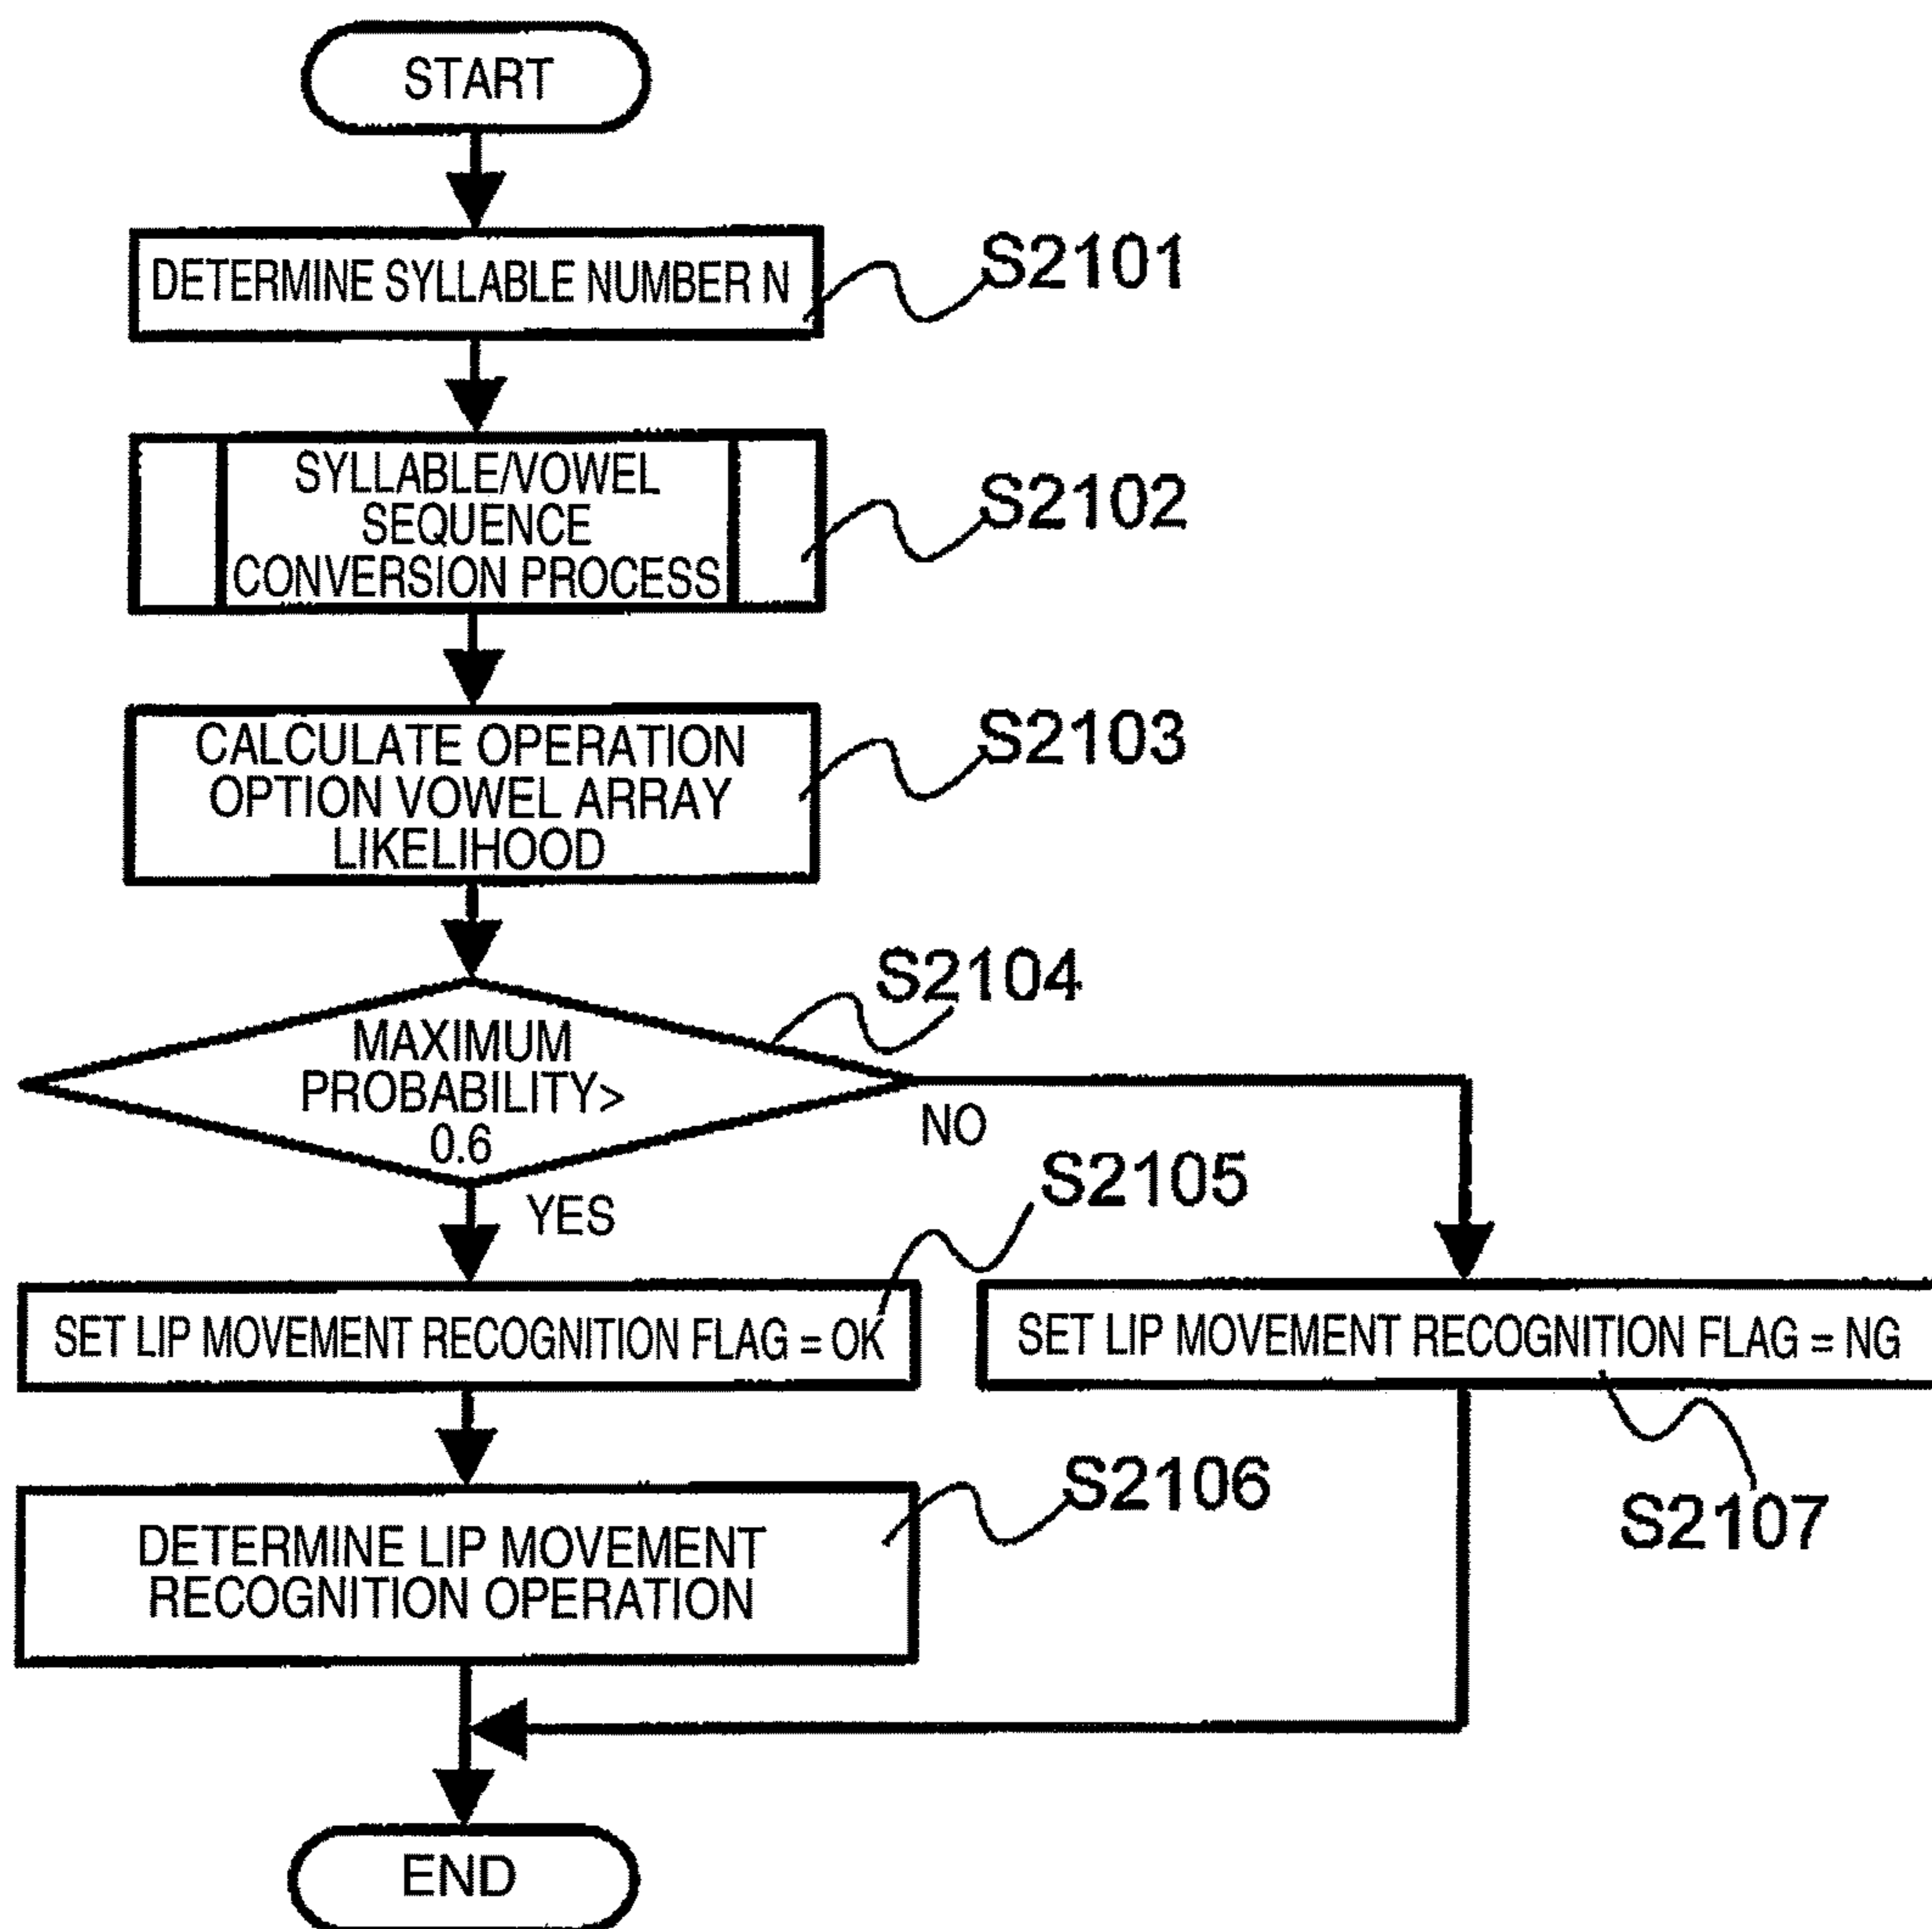 START
DETERMINE SYLLABLE NUMBER N
S2101
SYLLABLE/VOWEL
SEQUENCE
CONVERSION PROCESS
S2102
CALCULATE OPERATION
OPTION VOWEL ARRAY
LIKELIHOOD
S2103
S2104
MAXIMUM
PROBABILITY>
0.6
NO
YES
S2105
SET LIP MOVEMENT RECOGNITION FLAG = OK
SET LIP MOVEMENT RECOGNITION FLAG = NG
S2106
S2107
DETERMINE LIP MOVEMENT
RECOGNITION OPERATION
END